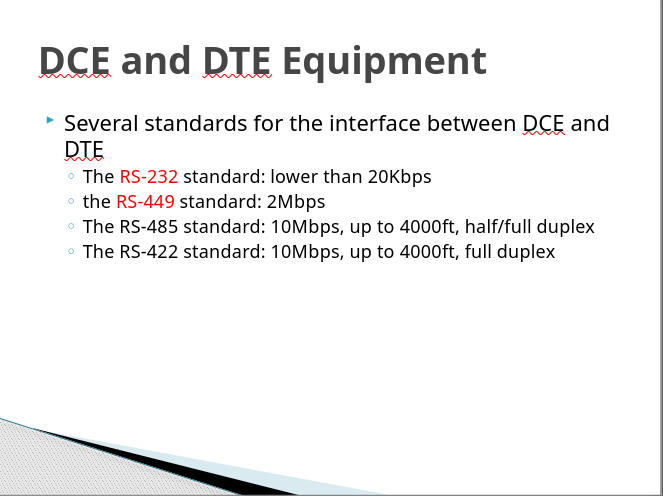 DCE and DTE Equipment
Several standards for the interface between DCE and
DTE
The RS-232 standard: lower than 20Kbps
the RS-449 standard: 2Mbps
The RS-485 standard: 10Mbps, up to 4000ft, half/full duplex
The RS-422 standard: 10Mbps, up to 4000ft, full duplex